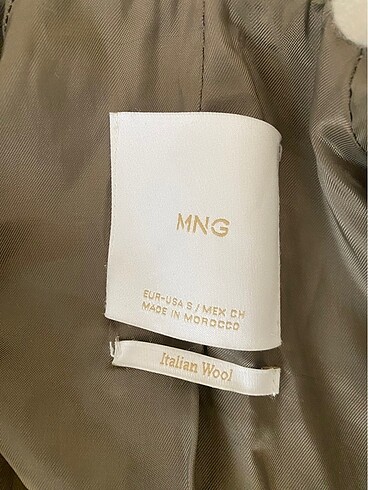 MNG
EUR-USA S / MEX CH
MADE IN MOROCCO
Italian Wool